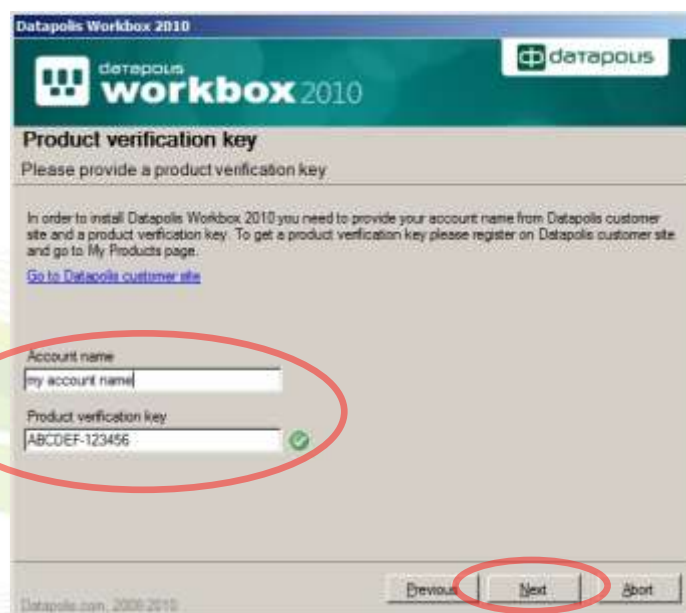 Datapolis Workbox 2010
datapolis
workbox 2010
datapolis
Product verification key
Please provide a product verification key
In order to install Datapolis Workbox 2010 you need to provide your account name from Datapolis customer
site and a product verification key. To get a product verification key please register on Datapolis customer site
and go to My Products page.
Go to Datapolis customer site
Account name
my account name
Product verification key
ABCDEF-123456
Previous Next Abort
Datapolis.com, 2008-2010